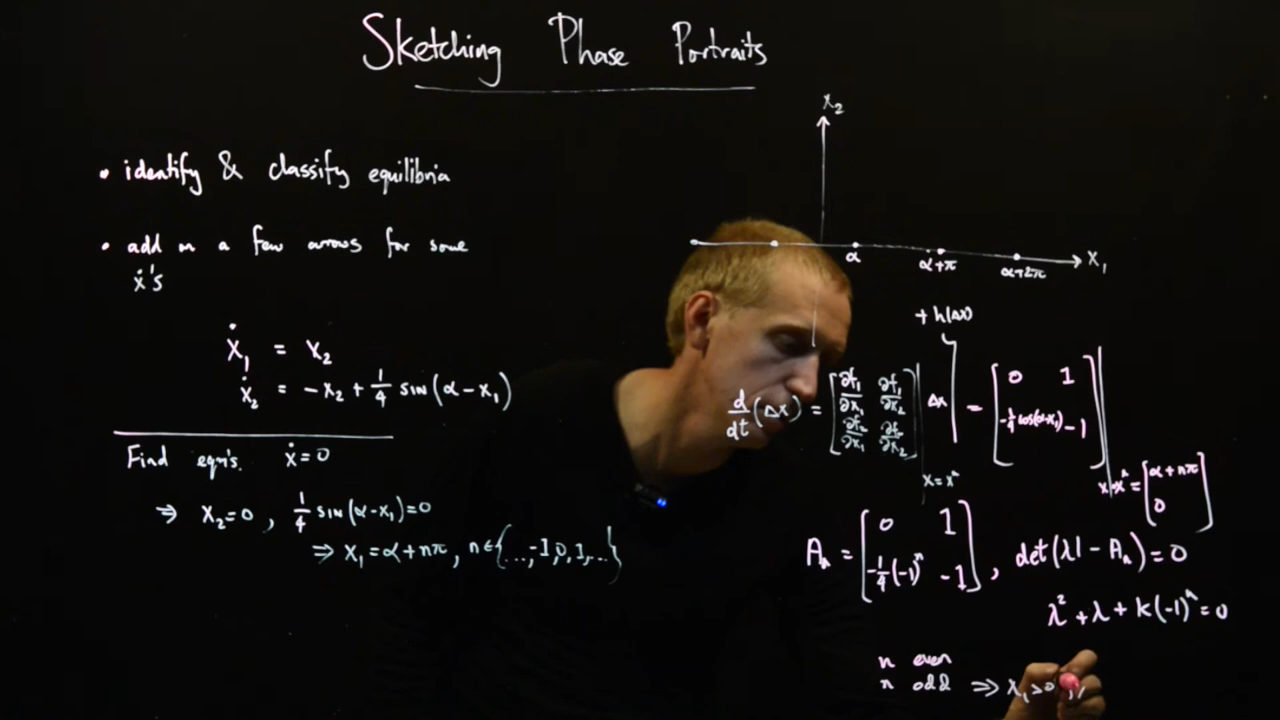 Sketching Phase Portraits
• identify & classify equilibria
• add in a few arrows for some
ẋ's
ẋ₁ = x₂
ẋ₂ = -x₂ + 1/4 sin(α - x₁)
Find eqm's. ẋ=0
⇒ x₂=0, 1/4 sin(α-x₁)=0
⇒ x₁=α+nπ, n∈{...,-1,0,1,...}
x₂
α α+π α+2π x₁
+ h(Δx)
d/dt (Δx) = [∂f₁/∂x₁ ∂f₁/∂x₂; ∂f₂/∂x₁ ∂f₂/∂x₂] | x=x* Δx = [0 1; -1/4 cos(α-x₁) -1] | x=x*=[α+nπ; 0]
Aₙ = [0 1; -1/4(-1)ⁿ -1], det(λI - Aₙ)=0
λ² + λ + k(-1)ⁿ = 0
n even
n odd ⇒ λ₁>0,